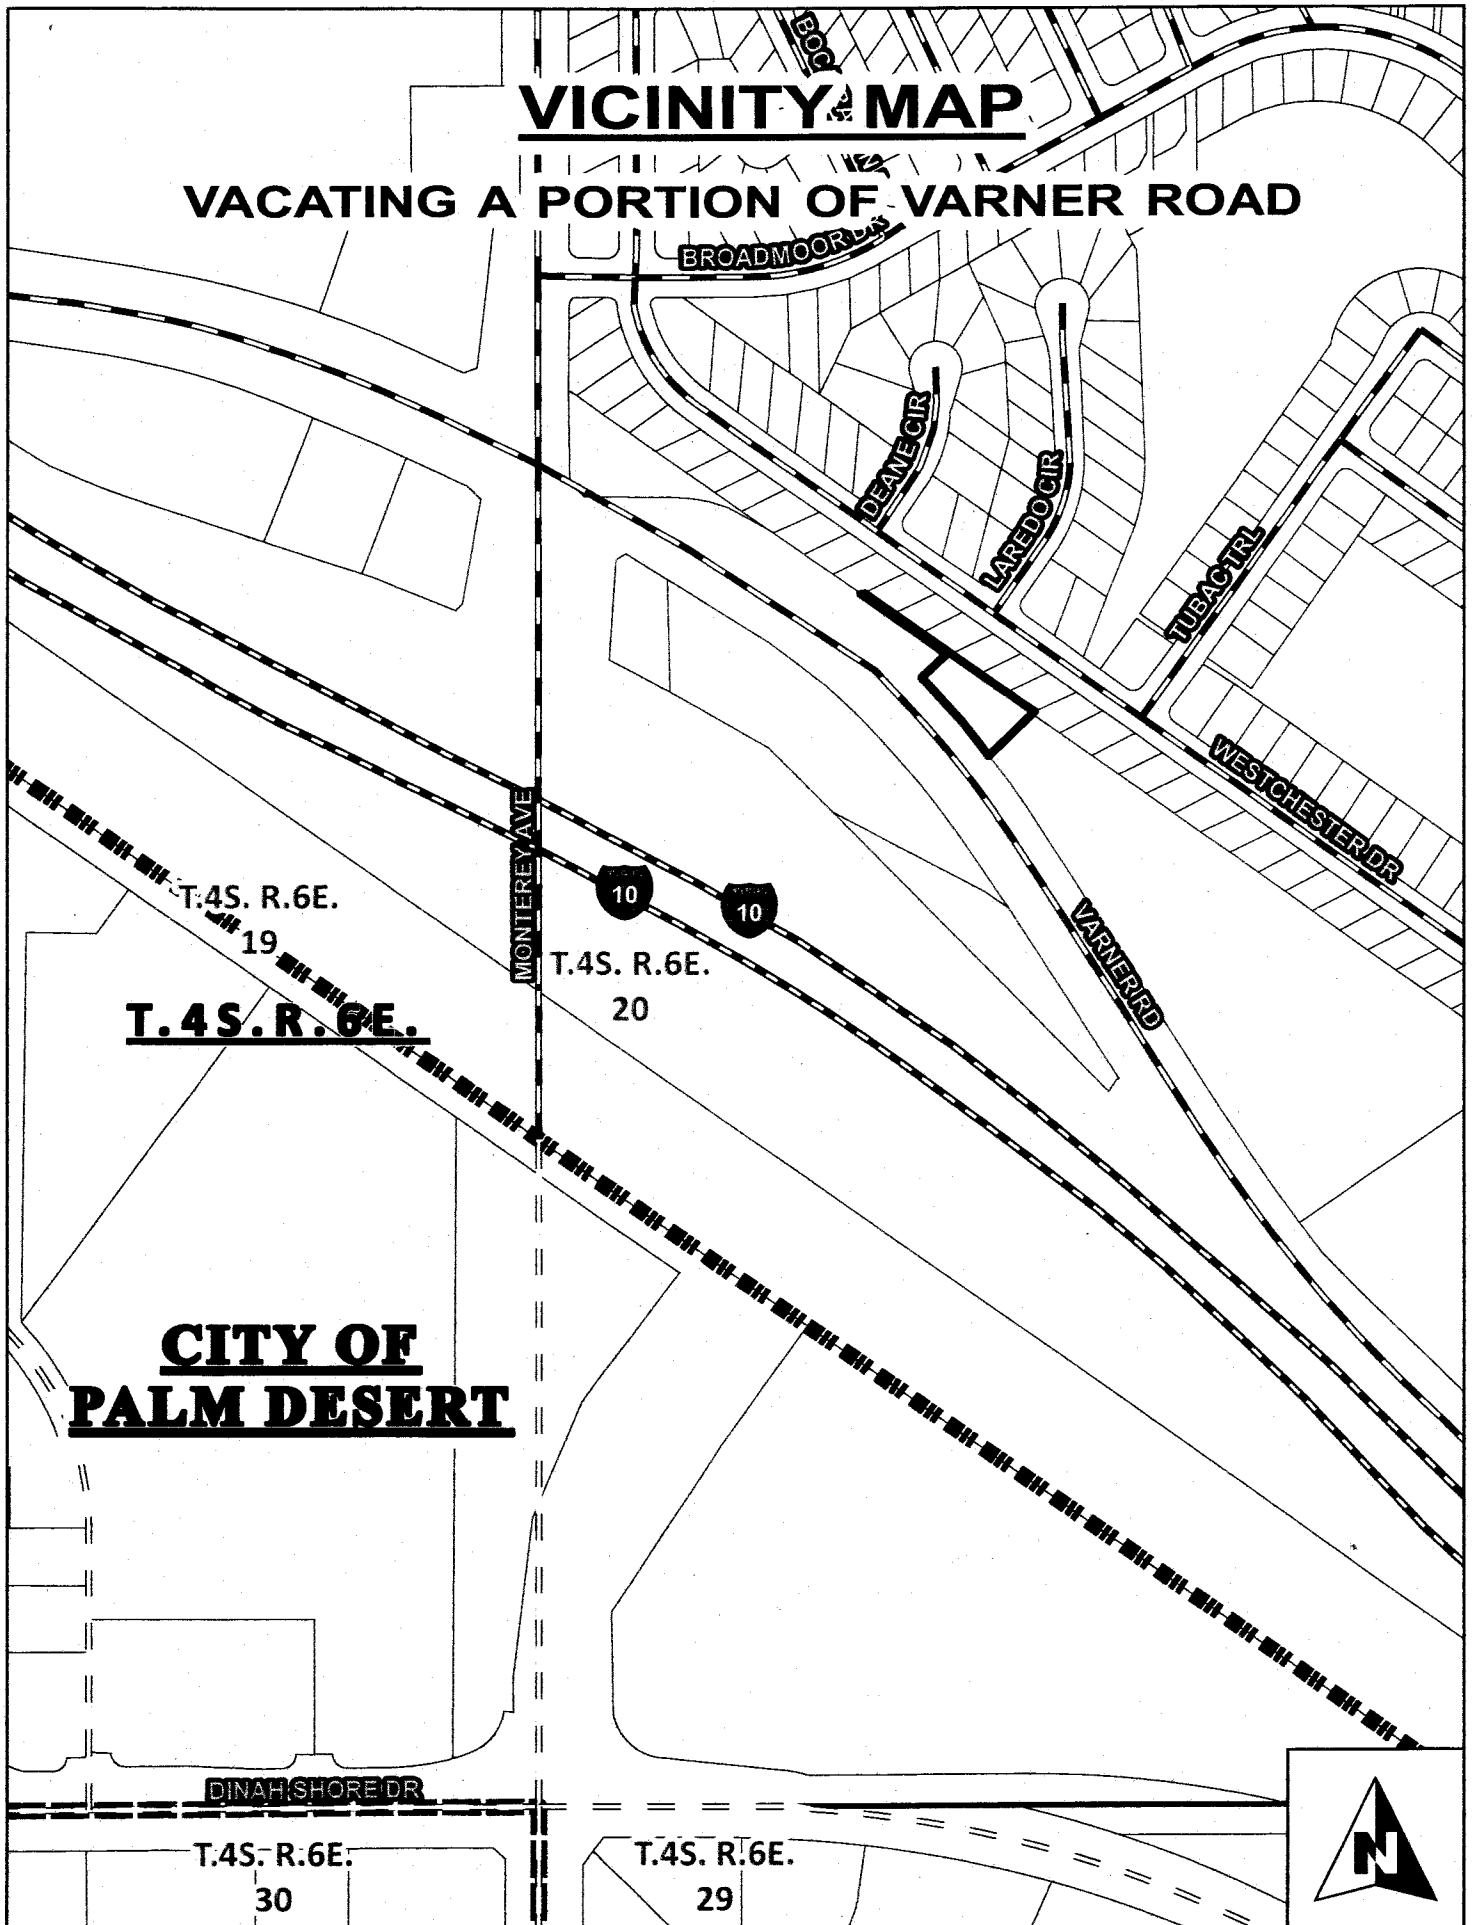 VICINITY MAP
VACATING A PORTION OF VARNER ROAD
BROADMOOR DR
DEANE CIR
LAREDO CIR
TUBAC TRL
WESTCHESTER DR
MONTEREY AVE
10
10
T.4S. R.6E.
19
T.4S. R.6E.
20
VARNER RD
T.4S.R.6E.
CITY OF
PALM DESERT
DINAH SHORE DR
T.4S. R.6E.
30
T.4S. R.6E.
29
N